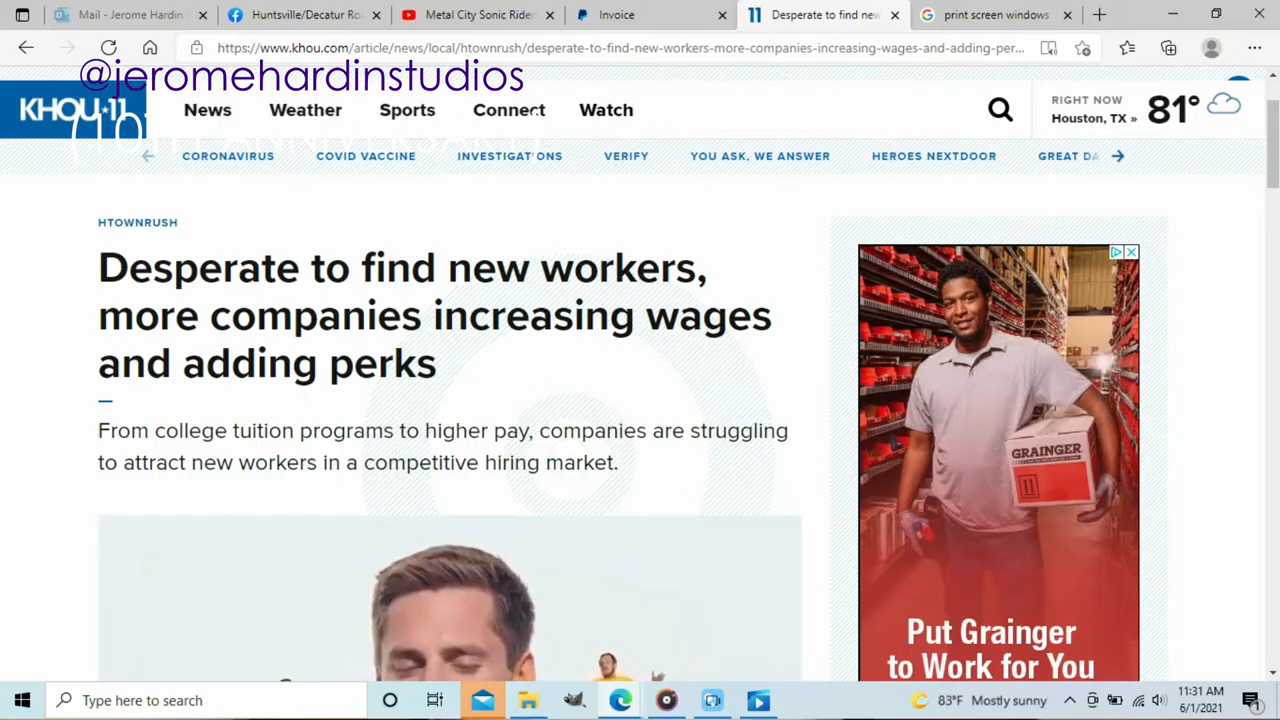 Mail - Jerome Hardin
Huntsville/Decatur Roa
Metal City Sonic Rider
Invoice
Desperate to find new
print screen windows
https://www.khou.com/article/news/local/htownrush/desperate-to-find-new-workers-more-companies-increasing-wages-and-adding-per...
@jeromehardinstudios
(10TH ANNIVERSARY)
KHOU★11
News
Weather
Sports
Connect
Watch
RIGHT NOW
Houston, TX »
81°
CORONAVIRUS
COVID VACCINE
INVESTIGATIONS
VERIFY
YOU ASK, WE ANSWER
HEROES NEXTDOOR
GREAT DA
HTOWNRUSH
Desperate to find new workers,
more companies increasing wages
and adding perks
From college tuition programs to higher pay, companies are struggling
to attract new workers in a competitive hiring market.
GRAINGER
Put Grainger
to Work for You
Type here to search
83°F Mostly sunny
11:31 AM
6/1/2021
1